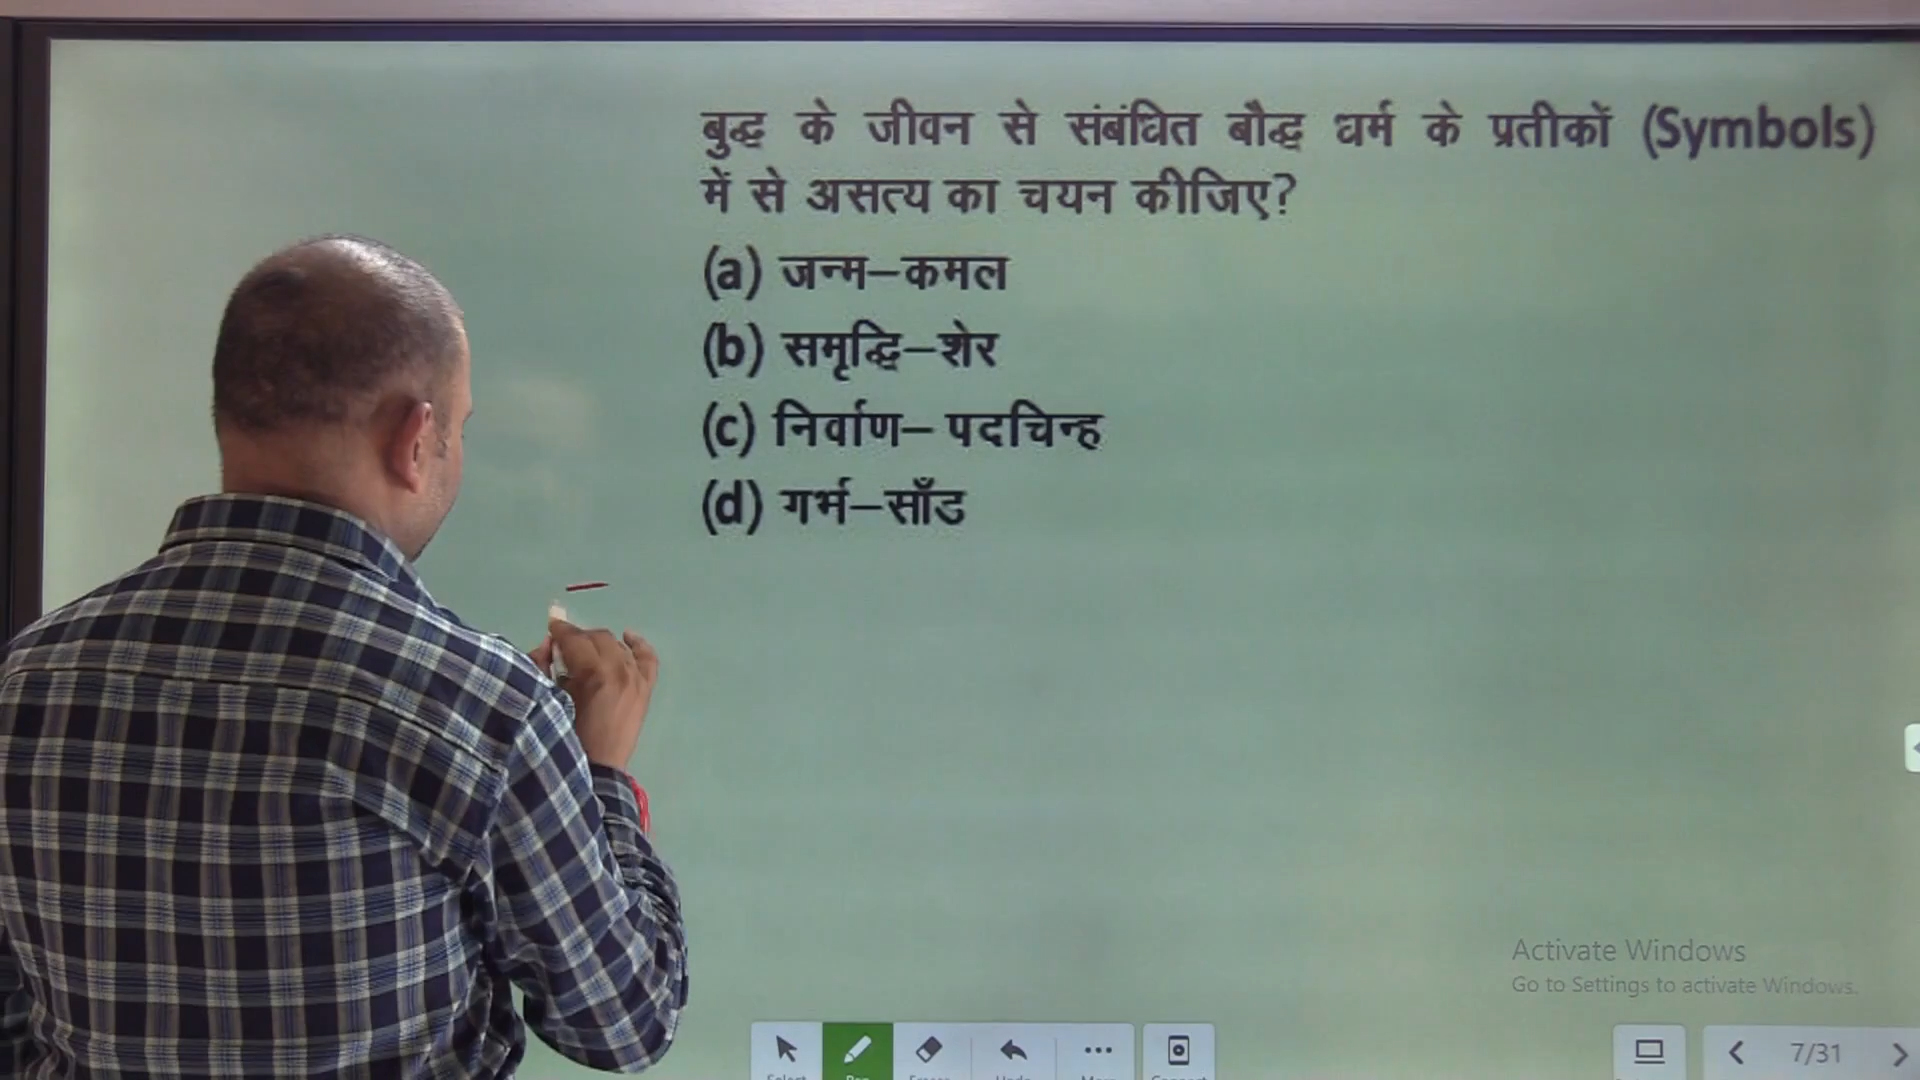 बुद्ध के जीवन से संबंधित बौद्ध धर्म के प्रतीकों (Symbols)
में से असत्य का चयन कीजिए?
(a) जन्म–कमल
(b) समृद्धि–शेर
(c) निर्वाण– पदचिन्ह
(d) गर्भ–साँड
Activate Windows
Go to Settings to activate Windows.
7/31